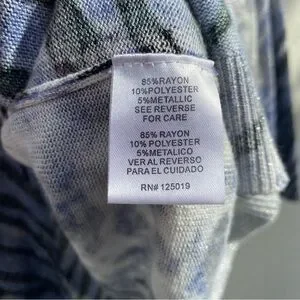 85%RAYON
10%POLYESTER
5%METALLIC
SEE REVERSE
FOR CARE
85%RAYON
10%POLYESTER
5%METALICO
VER AL REVERSO
PARA EL CUIDADO
RN# 125019